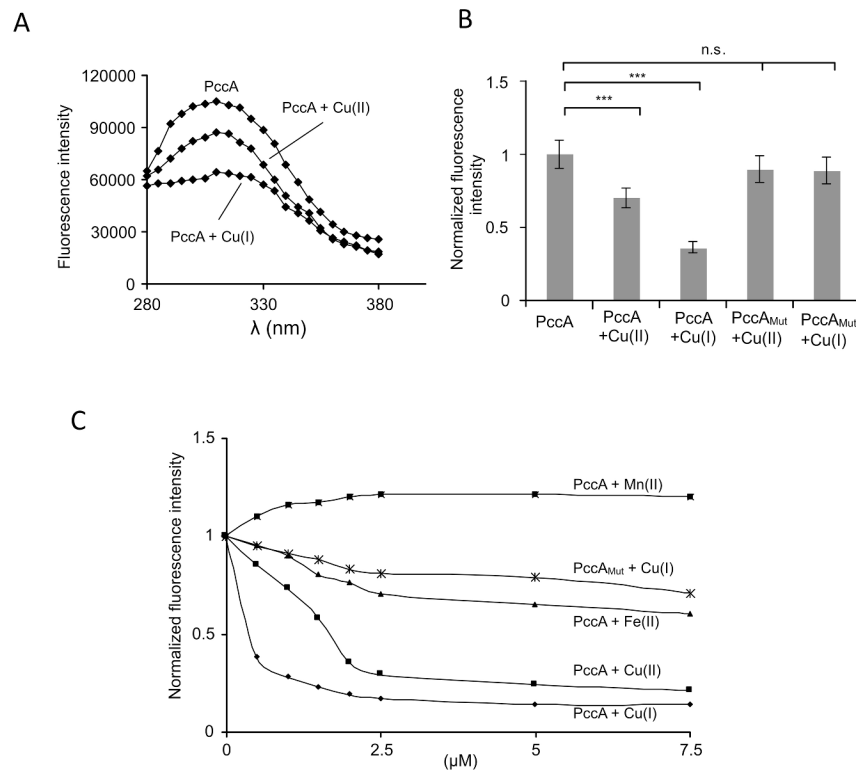 A
Fluorescence intensity
120000
90000
60000
30000
0
280
330
380
λ (nm)
PccA
PccA + Cu(II)
PccA + Cu(I)
B
Normalized fluorescence
intensity
1.5
1
0.5
0
n.s.
***
***
PccA
PccA
+Cu(II)
PccA
+Cu(I)
PccAMut
+Cu(II)
PccAMut
+Cu(I)
C
Normalized fluorescence intensity
1.5
1
0.5
0
0
2.5
5
7.5
(µM)
PccA + Mn(II)
PccAMut + Cu(I)
PccA + Fe(II)
PccA + Cu(II)
PccA + Cu(I)